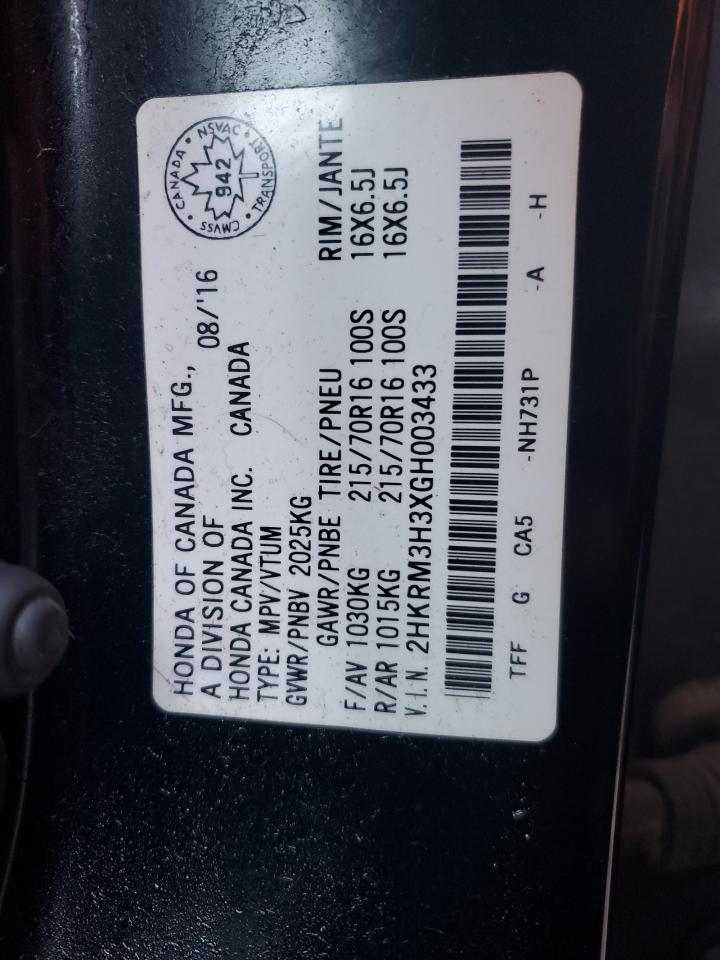 HONDA OF CANADA MFG., 08/'16
A DIVISION OF
HONDA CANADA INC. CANADA
TYPE: MPV/VTUM
GVWR/PNBV 2025KG
GAWR/PNBE TIRE/PNEU RIM/JANTE
F/AV 1030KG 215/70R16 100S 16X6.5J
R/AR 1015KG 215/70R16 100S 16X6.5J
V.I.N. 2HKRM3H3XGH003433
TFF G CA5 -NH731P -A -H
CANADA • NSVAC • TRANSPORT • CMVSS •
942